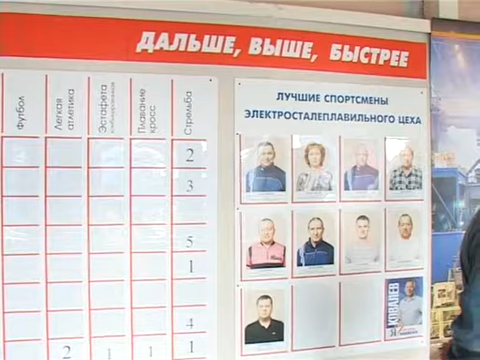 ДАЛЬШЕ, ВЫШЕ, БЫСТРЕЕ
Футбол
Легкая
атлетика
Эстафета
комбинированная
Плавание
кросс
Стрельба
2
3
5
1
4
2 1 1 1
ЛУЧШИЕ СПОРТСМЕНЫ
ЭЛЕКТРОСТАЛЕПЛАВИЛЬНОГО ЦЕХА
КОВАЛЕВ